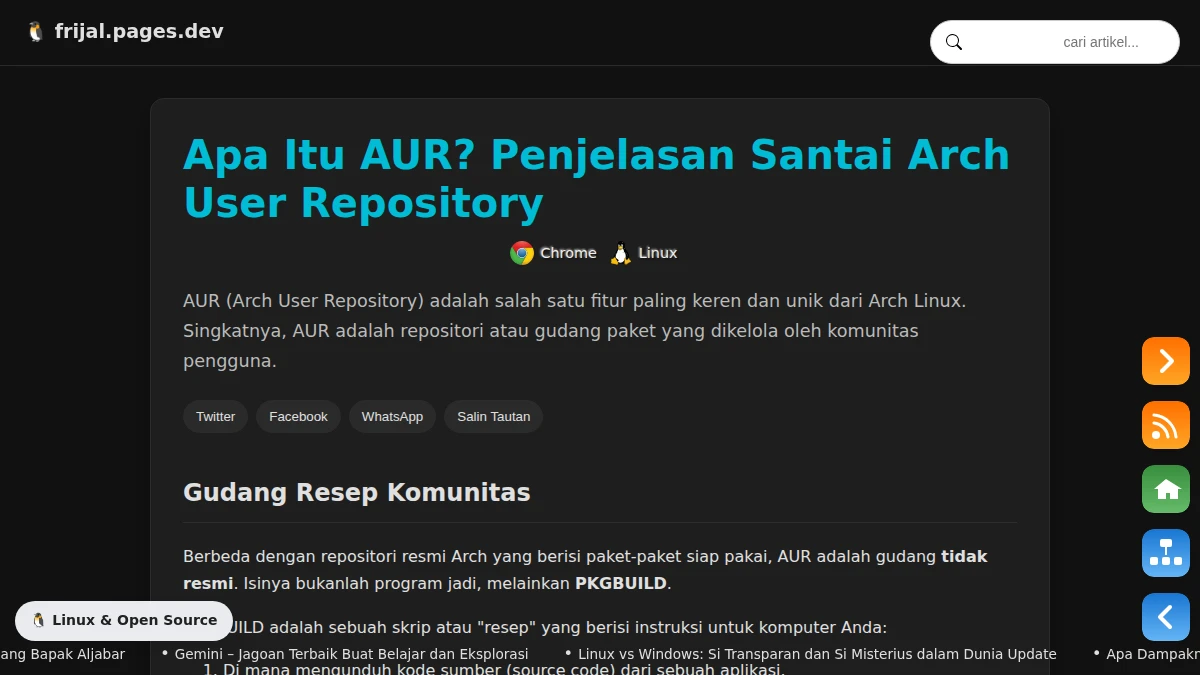 🐧 frijal.pages.dev
cari artikel...
Apa Itu AUR? Penjelasan Santai Arch
User Repository
Chrome Linux
AUR (Arch User Repository) adalah salah satu fitur paling keren dan unik dari Arch Linux.
Singkatnya, AUR adalah repositori atau gudang paket yang dikelola oleh komunitas
pengguna.
Twitter Facebook WhatsApp Salin Tautan
Gudang Resep Komunitas
Berbeda dengan repositori resmi Arch yang berisi paket-paket siap pakai, AUR adalah gudang tidak
resmi. Isinya bukanlah program jadi, melainkan PKGBUILD.
🐧 Linux & Open Source
UILD adalah sebuah skrip atau "resep" yang berisi instruksi untuk komputer Anda:
ang Bapak Aljabar • Gemini – Jagoan Terbaik Buat Belajar dan Eksplorasi • Linux vs Windows: Si Transparan dan Si Misterius dalam Dunia Update • Apa Dampak
1. Di mana mengunduh kode sumber (source code) dari sebuah aplikasi.